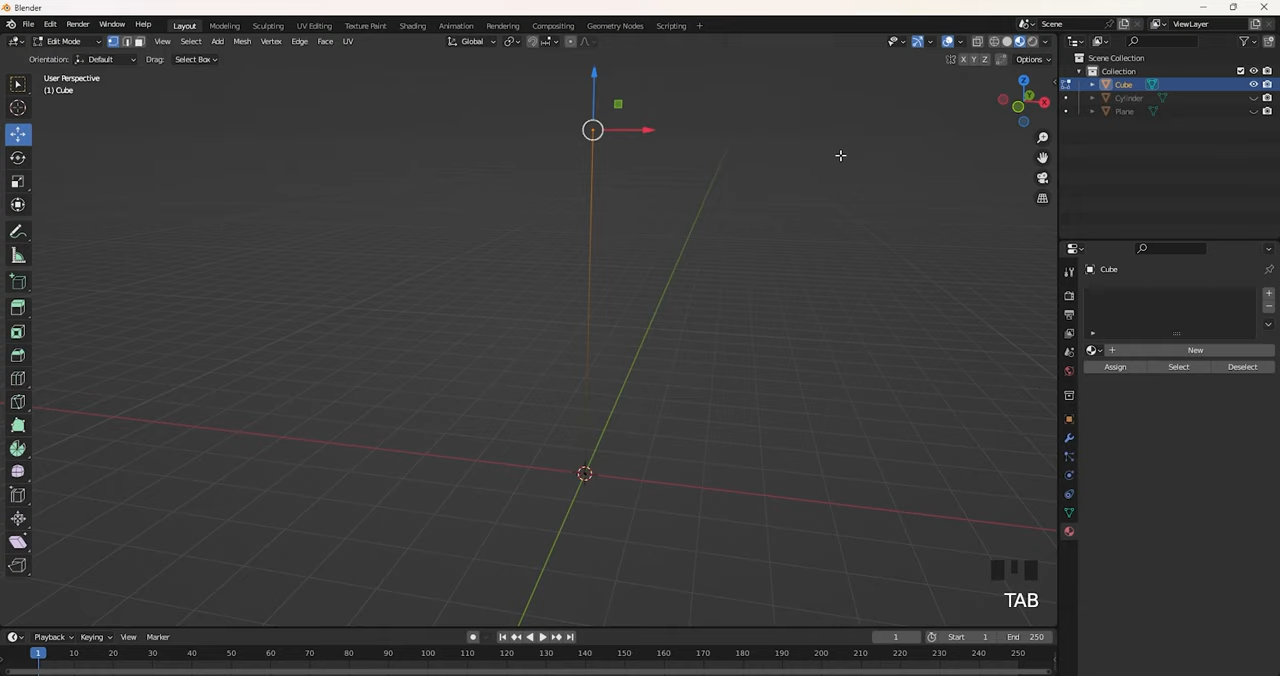 Blender
File Edit Render Window Help Layout Modeling Sculpting UV Editing Texture Paint Shading Animation Rendering Compositing Geometry Nodes Scripting + Scene ViewLayer
Edit Mode View Select Add Mesh Vertex Edge Face UV Global
Orientation: Default Drag: Select Box X Y Z Options
User Perspective
(1) Cube
Z
Y
X
Scene Collection
Collection
Cube
Cylinder
Plane
Cube
New
Assign Select Deselect
TAB
Playback Keying View Marker 1 Start 1 End 250
1 10 20 30 40 50 60 70 80 90 100 110 120 130 140 150 160 170 180 190 200 210 220 230 240 250